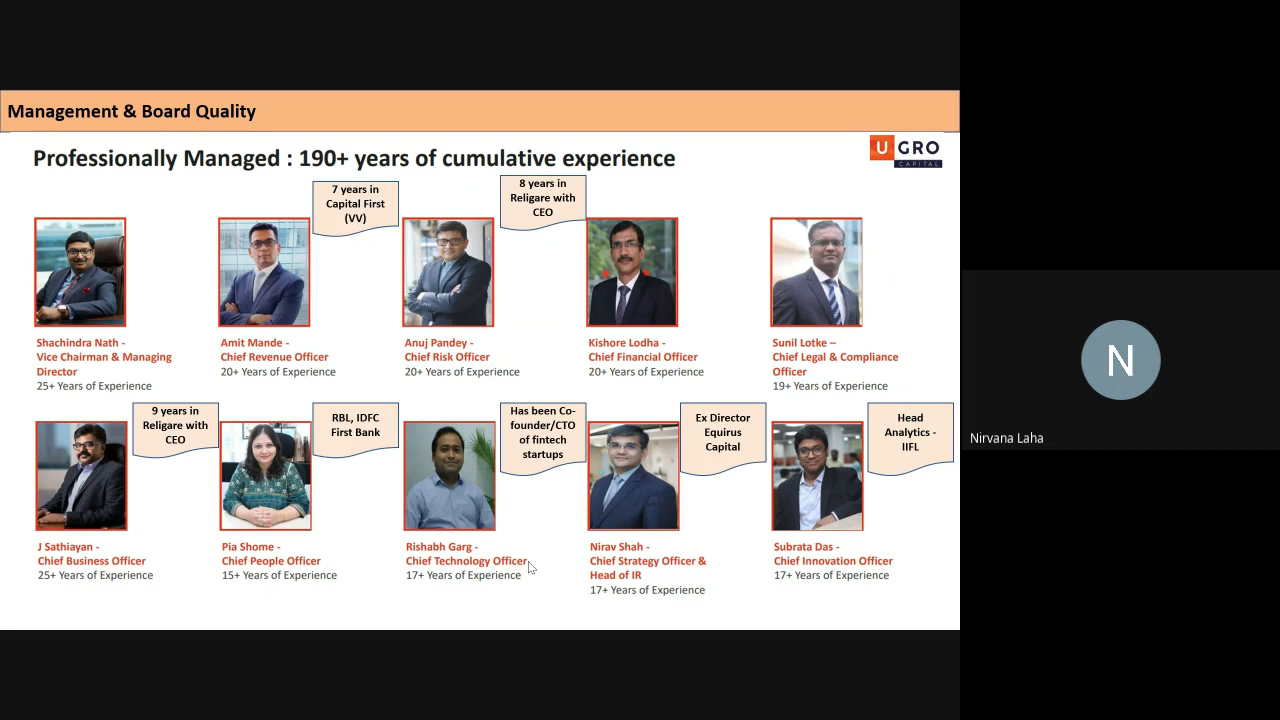 Management & Board Quality
Professionally Managed : 190+ years of cumulative experience
U GRO
CAPITAL
7 years in
Capital First
(VV)
8 years in
Religare with
CEO
Shachindra Nath -
Vice Chairman & Managing
Director
25+ Years of Experience
Amit Mande -
Chief Revenue Officer
20+ Years of Experience
Anuj Pandey -
Chief Risk Officer
20+ Years of Experience
Kishore Lodha -
Chief Financial Officer
20+ Years of Experience
Sunil Lotke –
Chief Legal & Compliance
Officer
19+ Years of Experience
9 years in
Religare with
CEO
RBL, IDFC
First Bank
Has been Co-
founder/CTO
of fintech
startups
Ex Director
Equirus
Capital
Head
Analytics -
IIFL
J Sathiayan -
Chief Business Officer
25+ Years of Experience
Pia Shome -
Chief People Officer
15+ Years of Experience
Rishabh Garg -
Chief Technology Officer
17+ Years of Experience
Nirav Shah -
Chief Strategy Officer &
Head of IR
17+ Years of Experience
Subrata Das -
Chief Innovation Officer
17+ Years of Experience
N
Nirvana Laha